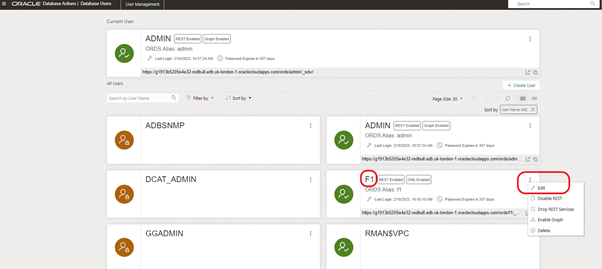 ORACLE Database Actions | Database Users User Management Search
Current User
ADMIN REST Enabled Graph Enabled
ORDS Alias: admin
Last Login: 2/19/2023, 10:57:24 AM Password Expires in 357 days
https://g1913b5205a4e32-redbull.adb.uk-london-1.oraclecloudapps.com/ords/admin/_sdw/
All Users
+ Create User
Search by User Name Filter by Sort by Page Size: 20
Sort by User Name ASC X
ADBSNMP
ADMIN REST Enabled Graph Enabled
ORDS Alias: admin
Last Login: 2/19/2023, 10:57:24 AM Password Expires in 357 days
https://g1913b5205a4e32-redbull.adb.uk-london-1.oraclecloudapps.com/ords/adm...
DCAT_ADMIN
F1 REST Enabled OML Enabled
ORDS Alias: f1
Last Login: 2/19/2023, 10:43:16 AM Password Expires in 357 days
https://g1913b5205a4e32-redbull.adb.uk-london-1.oraclecloudapps.com/ords/f1/_...
Edit
Disable REST
Drop REST Services
Enable Graph
Delete
GGADMIN
RMAN$VPC